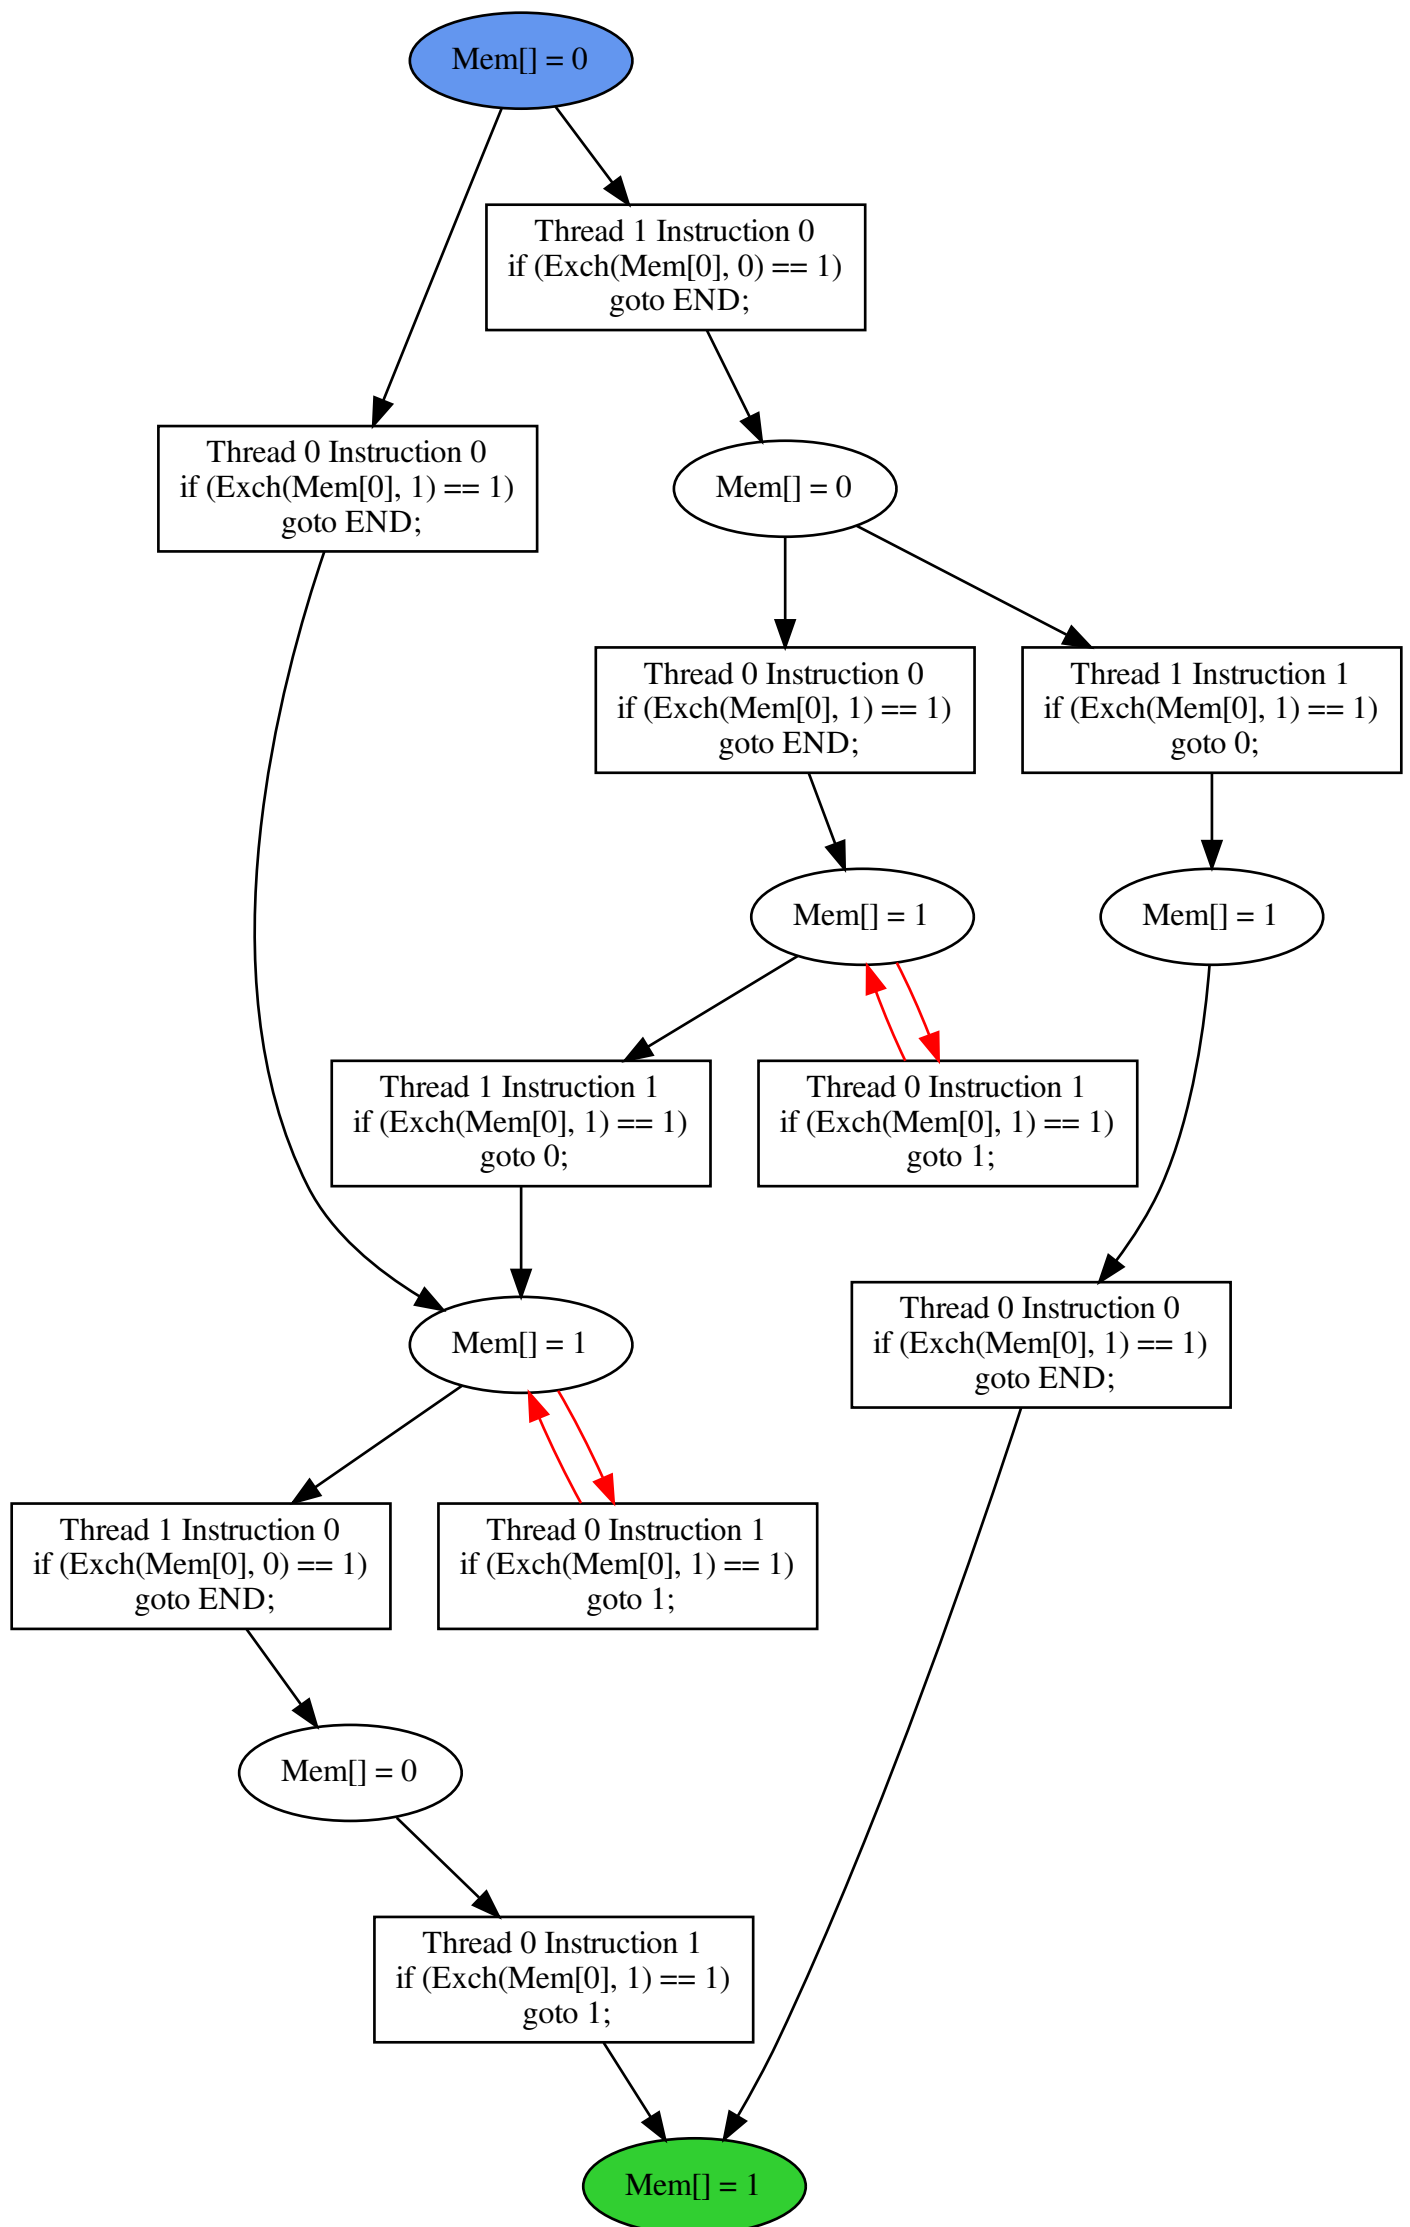 Mem[] = 0
Thread 1 Instruction 0
if (Exch(Mem[0], 0) == 1)
goto END;
Thread 0 Instruction 0
if (Exch(Mem[0], 1) == 1)
goto END;
Mem[] = 0
Thread 0 Instruction 0
if (Exch(Mem[0], 1) == 1)
goto END;
Thread 1 Instruction 1
if (Exch(Mem[0], 1) == 1)
goto 0;
Mem[] = 1
Mem[] = 1
Thread 1 Instruction 1
if (Exch(Mem[0], 1) == 1)
goto 0;
Thread 0 Instruction 1
if (Exch(Mem[0], 1) == 1)
goto 1;
Thread 0 Instruction 0
if (Exch(Mem[0], 1) == 1)
goto END;
Mem[] = 1
Thread 1 Instruction 0
if (Exch(Mem[0], 0) == 1)
goto END;
Thread 0 Instruction 1
if (Exch(Mem[0], 1) == 1)
goto 1;
Mem[] = 0
Thread 0 Instruction 1
if (Exch(Mem[0], 1) == 1)
goto 1;
Mem[] = 1